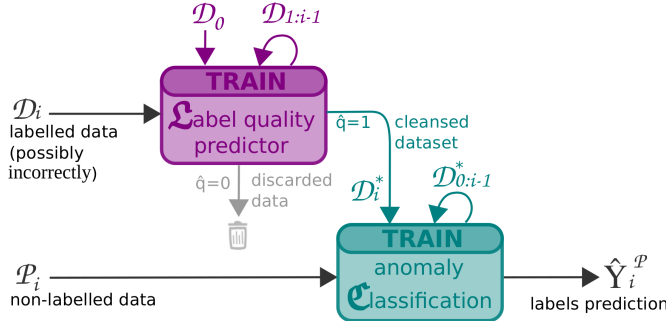 𝒟₀ 𝒟₁:ᵢ₋₁
TRAIN
𝒟ᵢ
labelled data
(possibly
incorrectly)
𝕷abel quality
predictor
q̂=1
cleansed
dataset
q̂=0
discarded
data
𝒟ᵢ* 𝒟*₀:ᵢ₋₁
TRAIN
𝒫ᵢ
non-labelled data
anomaly
𝕮lassification
Ŷᵢ^𝒫
labels prediction